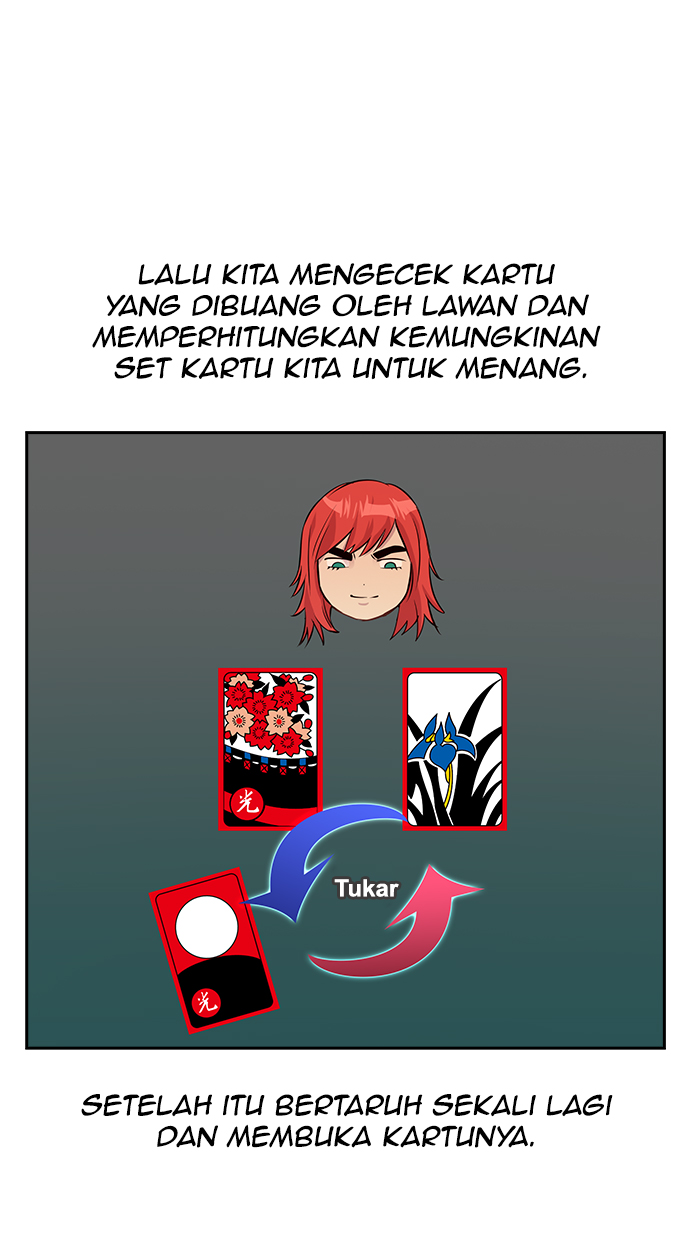 LALU KITA MENGECEK KARTU
YANG DIBUANG OLEH LAWAN DAN
MEMPERHITUNGKAN KEMUNGKINAN
SET KARTU KITA UNTUK MENANG.
光
Tukar
光
SETELAH ITU BERTARUH SEKALI LAGI
DAN MEMBUKA KARTUNYA.